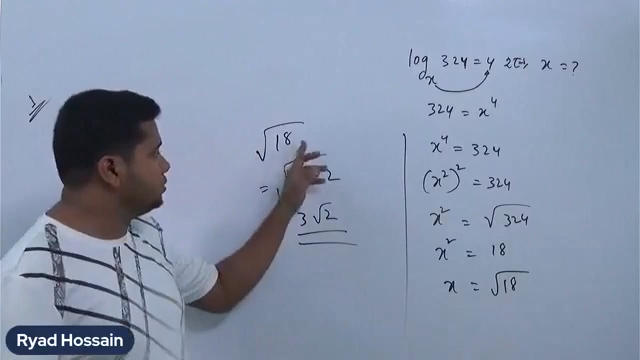 log_x 324 = 4 হলে x = ?
324 = x^4
x^4 = 324
(x^2)^2 = 324
x^2 = √324
x^2 = 18
x = √18
√18
=
2
3√2
Ryad Hossain